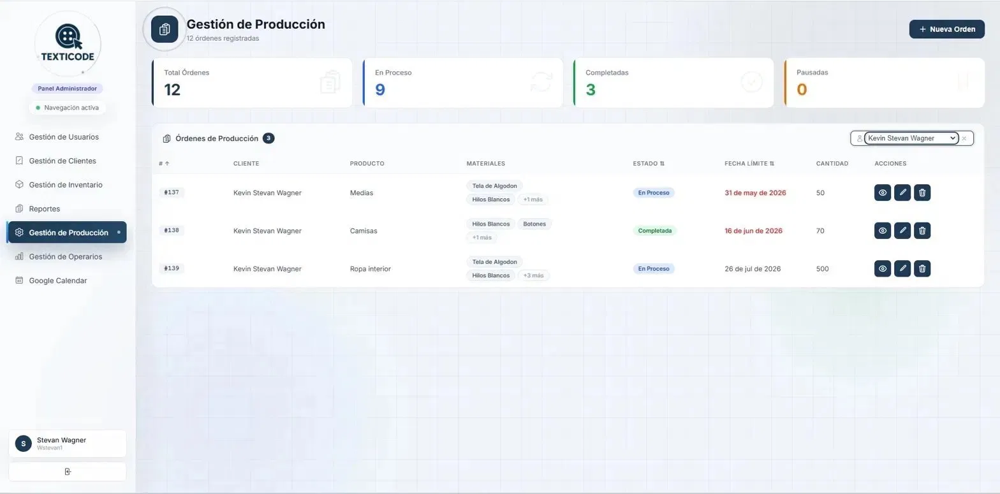 TEXTICODE
Panel Administrador
Navegación activa
Gestión de Usuarios
Gestión de Clientes
Gestión de Inventario
Reportes
Gestión de Producción
Gestión de Operarios
Google Calendar
S
Stevan Wagner
Wstevan1
Gestión de Producción
12 órdenes registradas
+ Nueva Orden
Total Órdenes
12
En Proceso
9
Completadas
3
Pausadas
0
Órdenes de Producción 3
Kevin Stevan Wagner ×
# ↑ CLIENTE PRODUCTO MATERIALES ESTADO ⇅ FECHA LÍMITE ⇅ CANTIDAD ACCIONES
#137 Kevin Stevan Wagner Medias Tela de Algodon En Proceso 31 de may de 2026 50
Hilos Blancos +1 más
#138 Kevin Stevan Wagner Camisas Hilos Blancos Botones Completada 16 de jun de 2026 70
+1 más
#139 Kevin Stevan Wagner Ropa interior Tela de Algodon En Proceso 26 de jul de 2026 500
Hilos Blancos +3 más